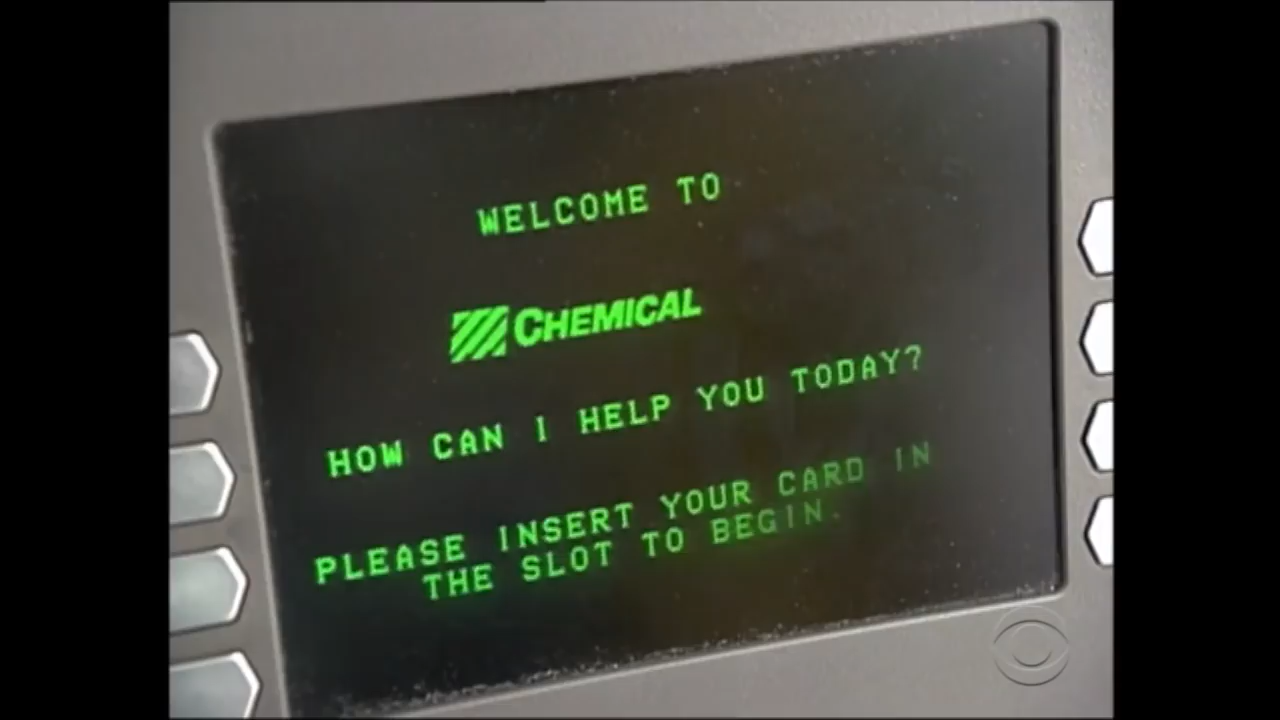 WELCOME TO
CHEMICAL
HOW CAN I HELP YOU TODAY?
PLEASE INSERT YOUR CARD IN
THE SLOT TO BEGIN.